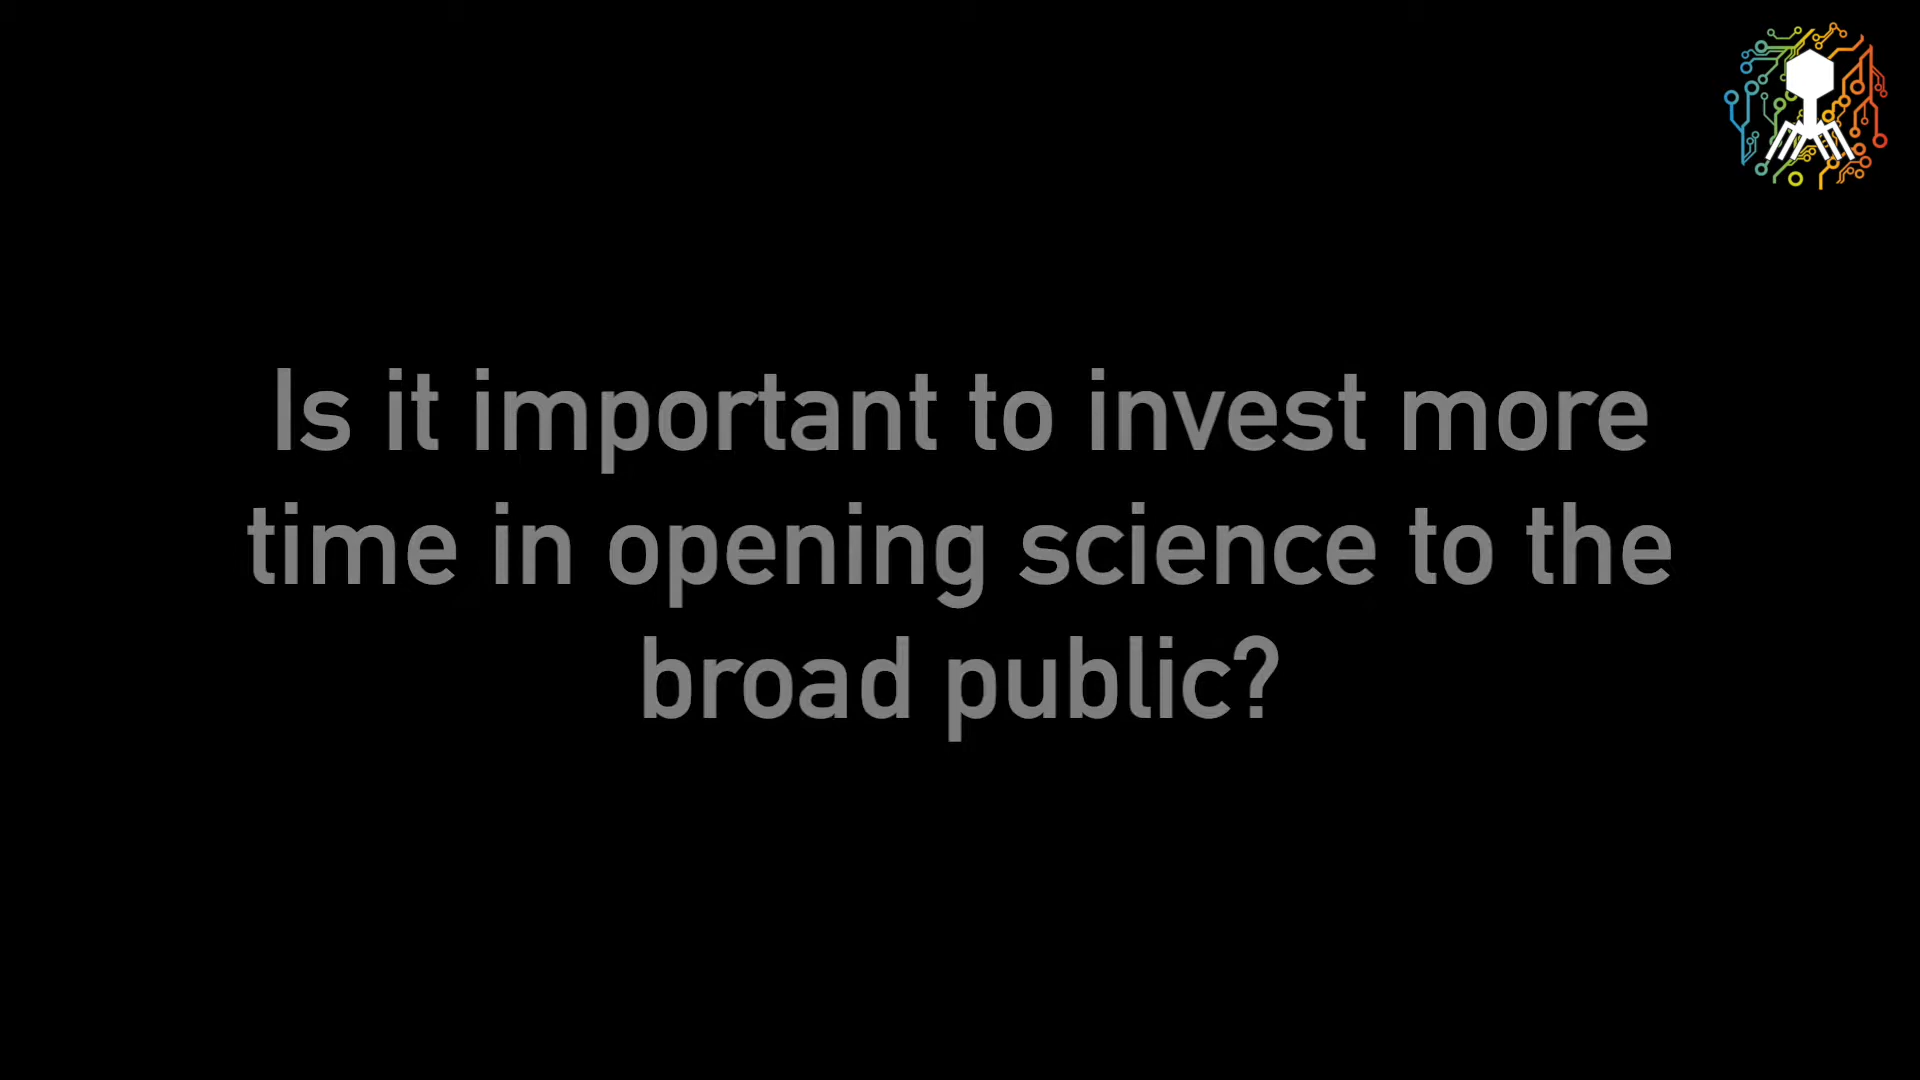 Is it important to invest more
time in opening science to the
broad public?